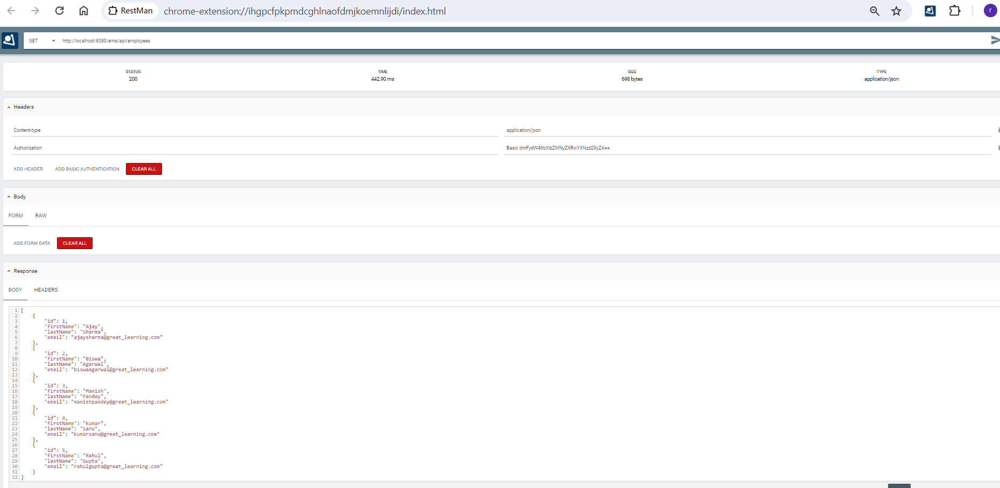 RestMan chrome-extension://ihgpcfpkpmdcghlnaofdmjkoemnlijdi/index.html r
GET http://localhost:8080/ems/api/employees
STATUS TIME SIZE TYPE
200 442.90 ms 698 bytes application/json
Headers
Content-type application/json
Authorization Basic dmFydW46bXlzZWNyZXRwYXNzd29yZA==
ADD HEADER ADD BASIC AUTHENTICATION CLEAR ALL
Body
FORM RAW
ADD FORM DATA CLEAR ALL
Response
BODY HEADERS
1 [
2 {
3 "id": 1,
4 "firstName": "Ajay",
5 "lastName": "Sharma",
6 "email": "ajaysharma@great_learning.com"
7 },
8 {
9 "id": 2,
10 "firstName": "Biswa",
11 "lastName": "Agarwal",
12 "email": "biswaagarwal@great_learning.com"
13 },
14 {
15 "id": 3,
16 "firstName": "Manish",
17 "lastName": "Pandey",
18 "email": "manishpandey@great_learning.com"
19 },
20 {
21 "id": 4,
22 "firstName": "Kumar",
23 "lastName": "Sanu",
24 "email": "kumarsanu@great_learning.com"
25 },
26 {
27 "id": 5,
28 "firstName": "Rahul",
29 "lastName": "Gupta",
30 "email": "rahulgupta@great_learning.com"
31 }
32 ]